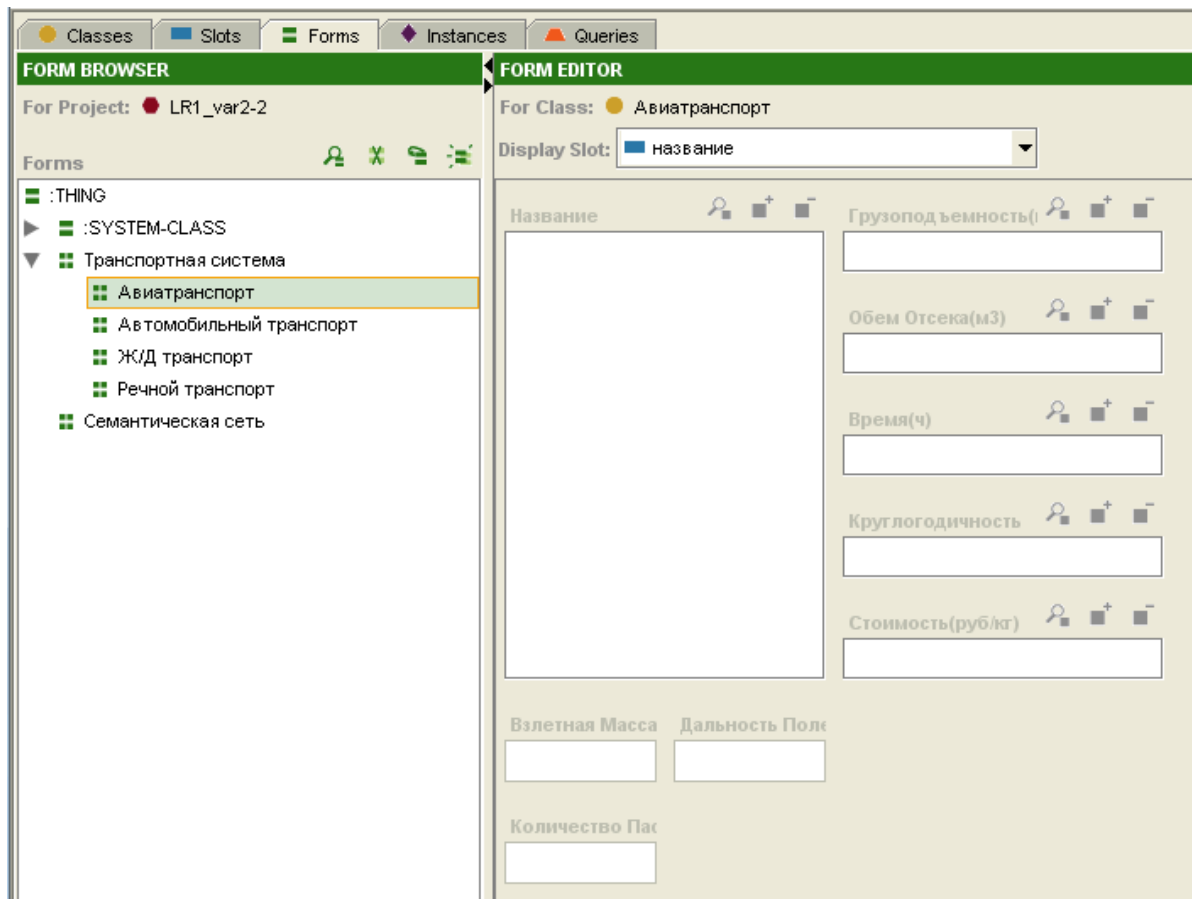 Classes Slots Forms Instances Queries
FORM BROWSER
For Project: LR1_var2-2
Forms
:THING
:SYSTEM-CLASS
Транспортная система
Авиатранспорт
Автомобильный транспорт
Ж/Д транспорт
Речной транспорт
Семантическая сеть
FORM EDITOR
For Class: Авиатранспорт
Display Slot: название
Название
Грузоподъемность(
Обем Отсека(м3)
Время(ч)
Круглогодичность
Стоимость(руб/кг)
Взлетная Масса Дальность Поле
Количество Пас